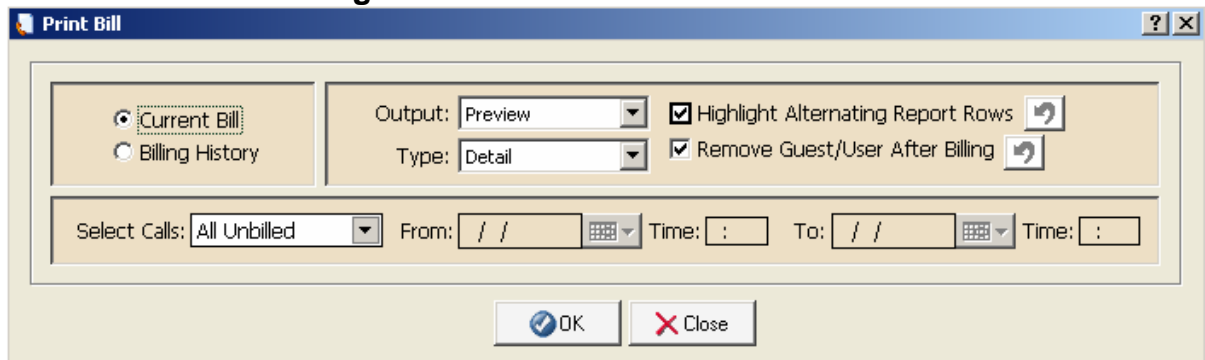 Print Bill
Current Bill
Billing History
Output: Preview
Type: Detail
Highlight Alternating Report Rows
Remove Guest/User After Billing
Select Calls: All Unbilled From: / / Time: : To: / / Time: :
OK Close